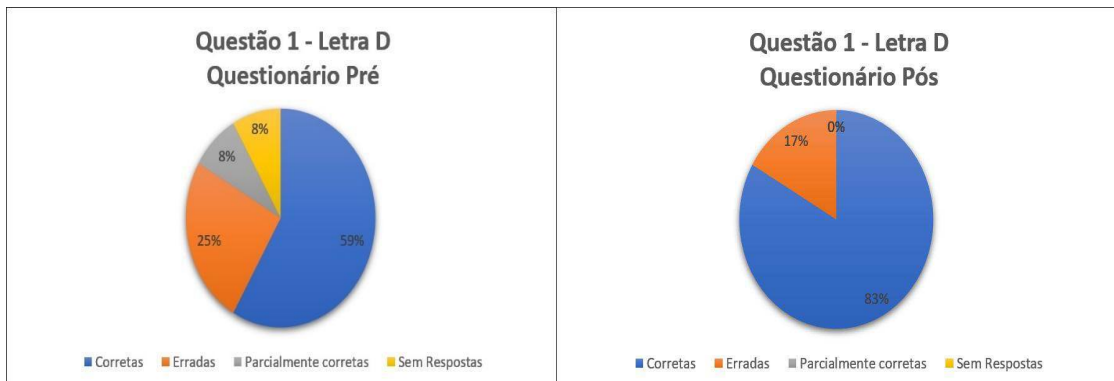 Questão 1 - Letra D
Questionário Pré
8%
8%
25%
59%
Corretas Erradas Parcialmente corretas Sem Respostas
Questão 1 - Letra D
Questionário Pós
0%
17%
83%
Corretas Erradas Parcialmente corretas Sem Respostas